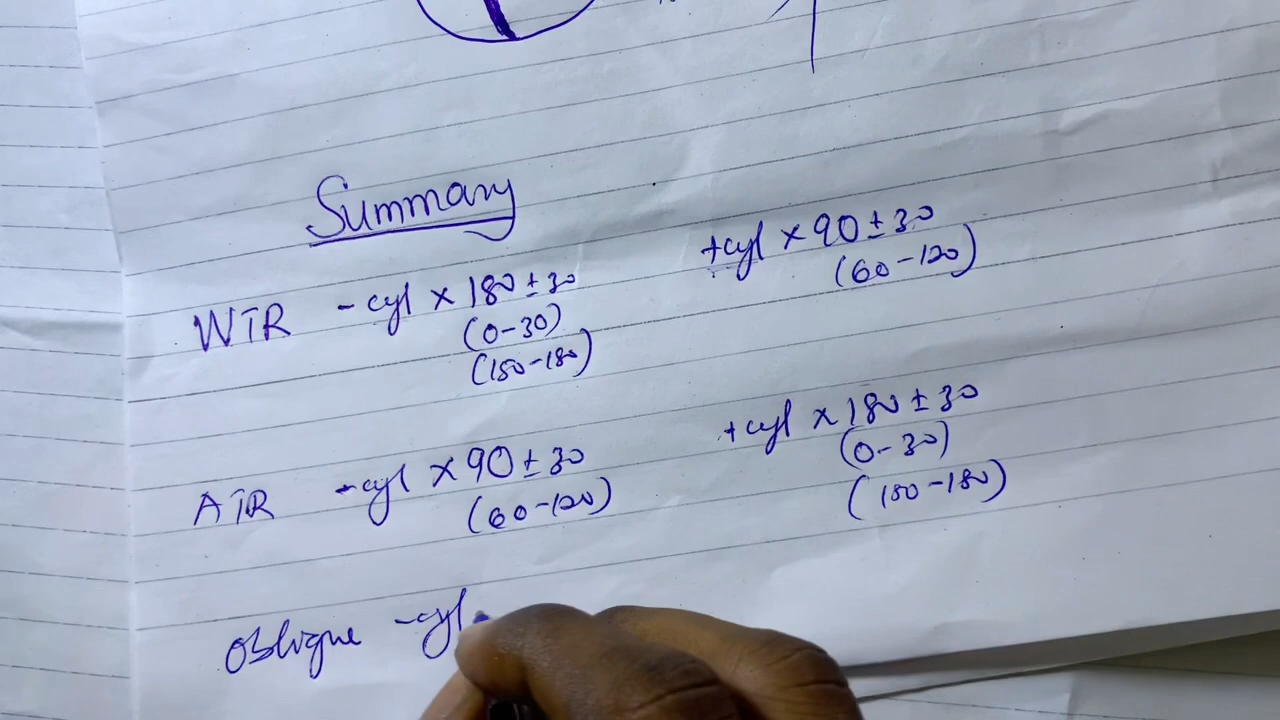 Summary
WTR -cyl × 180 ± 30 +cyl × 90 ± 30
(0-30) (60-120)
(150-180)
ATR -cyl × 90 ± 30 +cyl × 180 ± 30
(60-120) (0-30)
(150-180)
Oblique -cyl